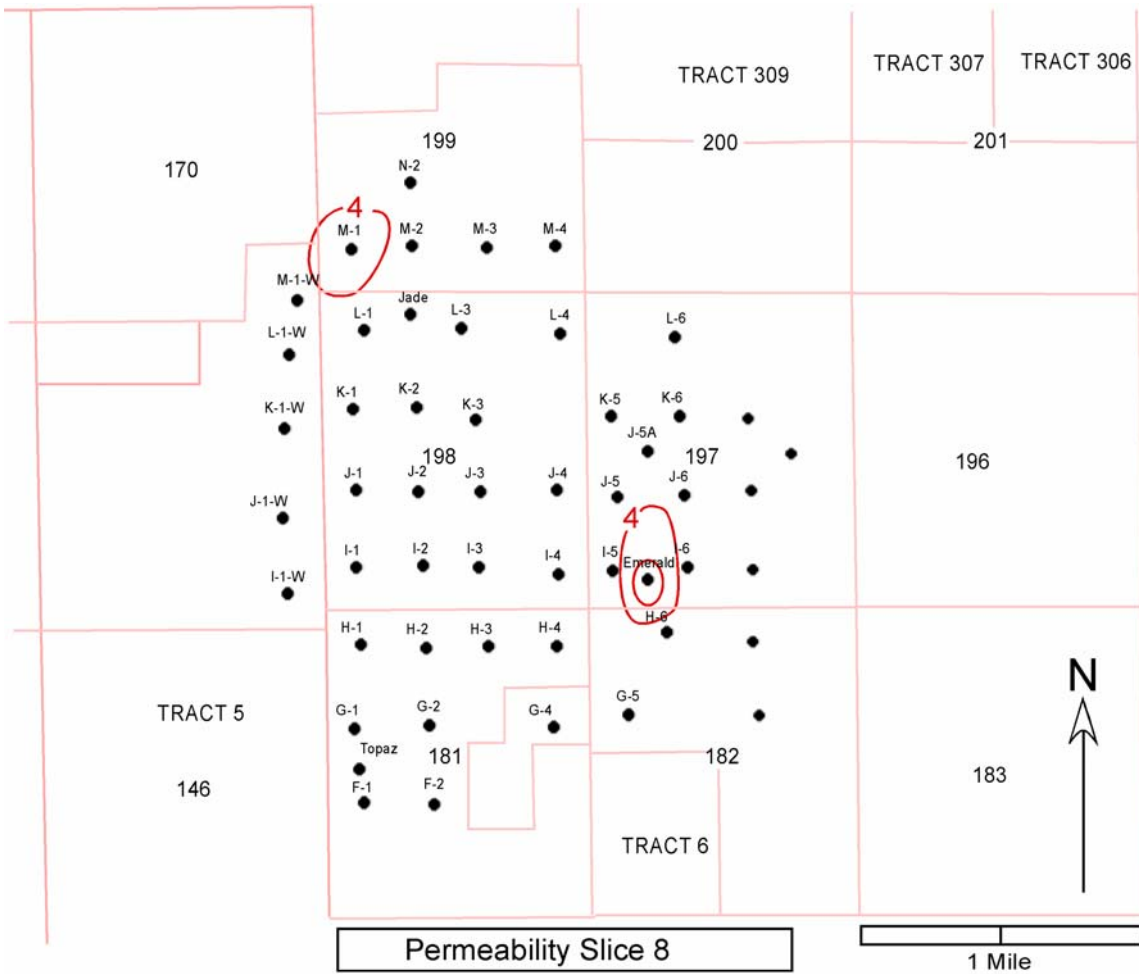 TRACT 309
TRACT 307
TRACT 306
199
200
201
170
N-2
4
M-1
M-2
M-3
M-4
M-1-W
Jade
L-1
L-3
L-4
L-6
L-1-W
K-1
K-2
K-3
K-5
K-6
K-1-W
J-5A
198
197
196
J-1
J-2
J-3
J-4
J-5
J-6
J-1-W
4
I-1
I-2
I-3
I-4
I-5
I-6
Emerald
I-1-W
H-1
H-2
H-3
H-4
H-6
TRACT 5
G-1
G-2
G-4
G-5
Topaz
181
182
146
F-1
F-2
183
N
TRACT 6
Permeability Slice 8
1 Mile